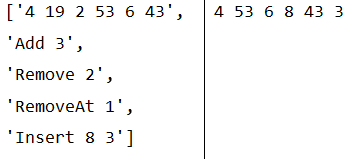 ['4 19 2 53 6 43', 4 53 6 8 43 3
'Add 3',
'Remove 2',
'RemoveAt 1',
'Insert 8 3']